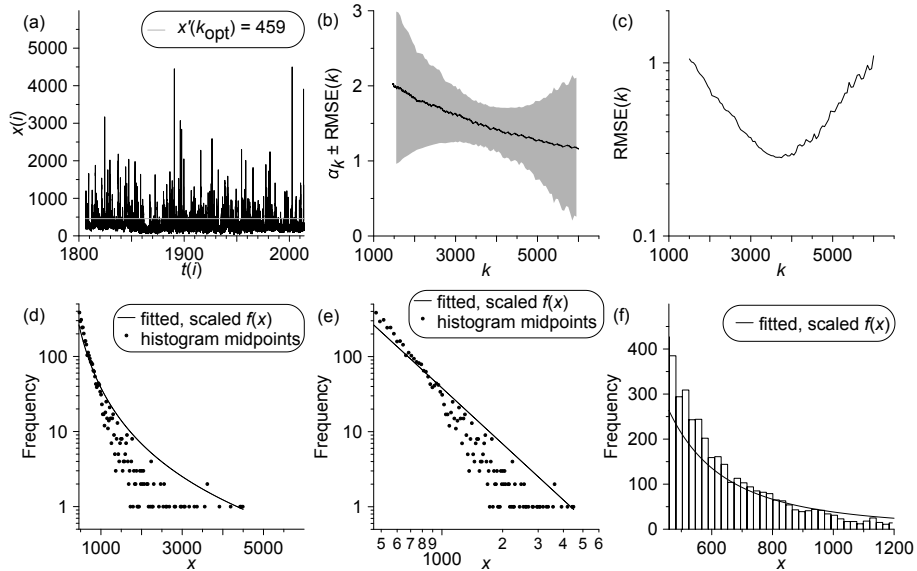 (a)
x'(kopt) = 459
5000
4000
3000
2000
1000
0
x(i)
1800 1900 2000
t(i)
(b)
3
2
1
0
αk ± RMSE(k)
1000 3000 5000
k
(c)
1
0.1
RMSE(k)
1000 3000 5000
k
(d)
fitted, scaled f(x)
histogram midpoints
100
10
1
Frequency
1000 3000 5000
x
(e)
fitted, scaled f(x)
histogram midpoints
100
10
1
Frequency
5 6 7 8 9 2 3 4 5 6
1000
x
(f)
fitted, scaled f(x)
400
300
200
100
0
Frequency
600 800 1000 1200
x